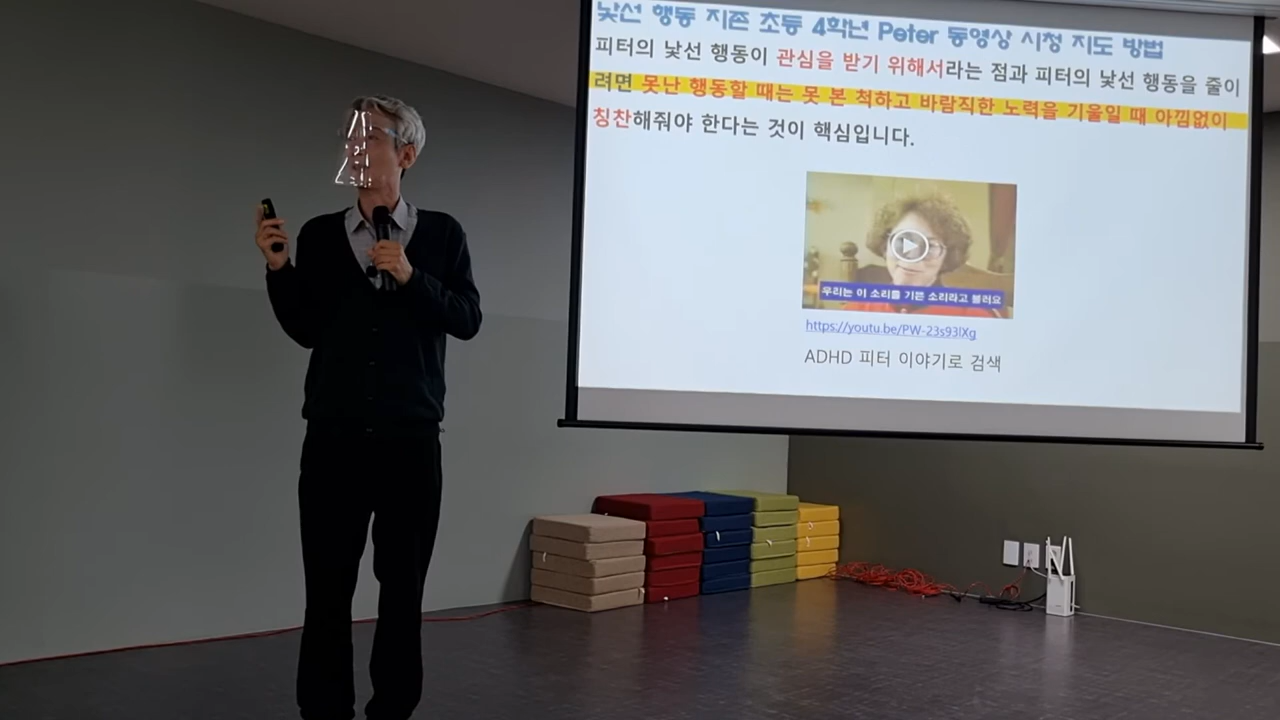 낯선 행동 지존 초등 4학년 Peter 동영상 시청 지도 방법
피터의 낯선 행동이 관심을 받기 위해서라는 점과 피터의 낯선 행동을 줄이
려면 못난 행동할 때는 못 본 척하고 바람직한 노력을 기울일 때 아낌없이
칭찬해줘야 한다는 것이 핵심입니다.
우리는 이 소리를 기쁜 소리라고 불러요
https://youtu.be/PW-23s93lXg
ADHD 피터 이야기로 검색